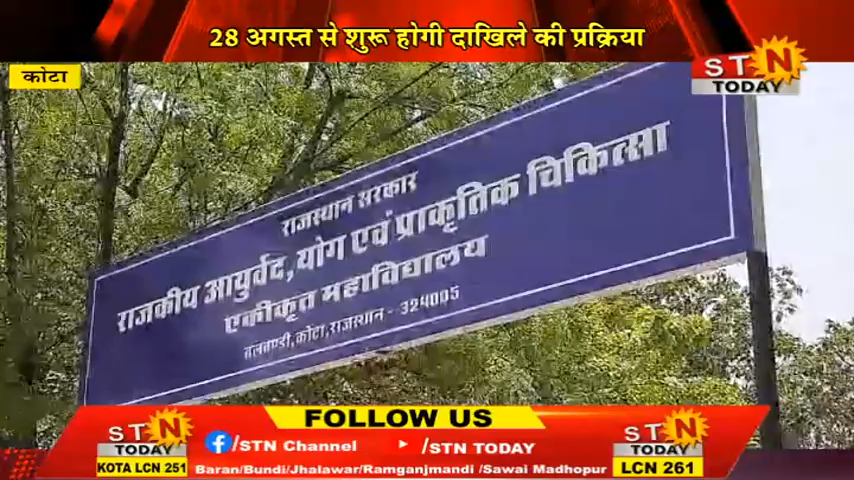 28 अगस्त से शुरू होगी दाखिले की प्रक्रिया
कोटा
STN
TODAY
राजस्थान सरकार
राजकीय आयुर्वेद, योग एवं प्राकृतिक चिकित्सा
एकीकृत महाविद्यालय
तलवण्डी, कोटा, राजस्थान - 324005
FOLLOW US
STN
TODAY
KOTA LCN 251
/STN Channel
/STN TODAY
Baran/Bundi/Jhalawar/Ramganjmandi /Sawai Madhopur
STN
TODAY
LCN 261